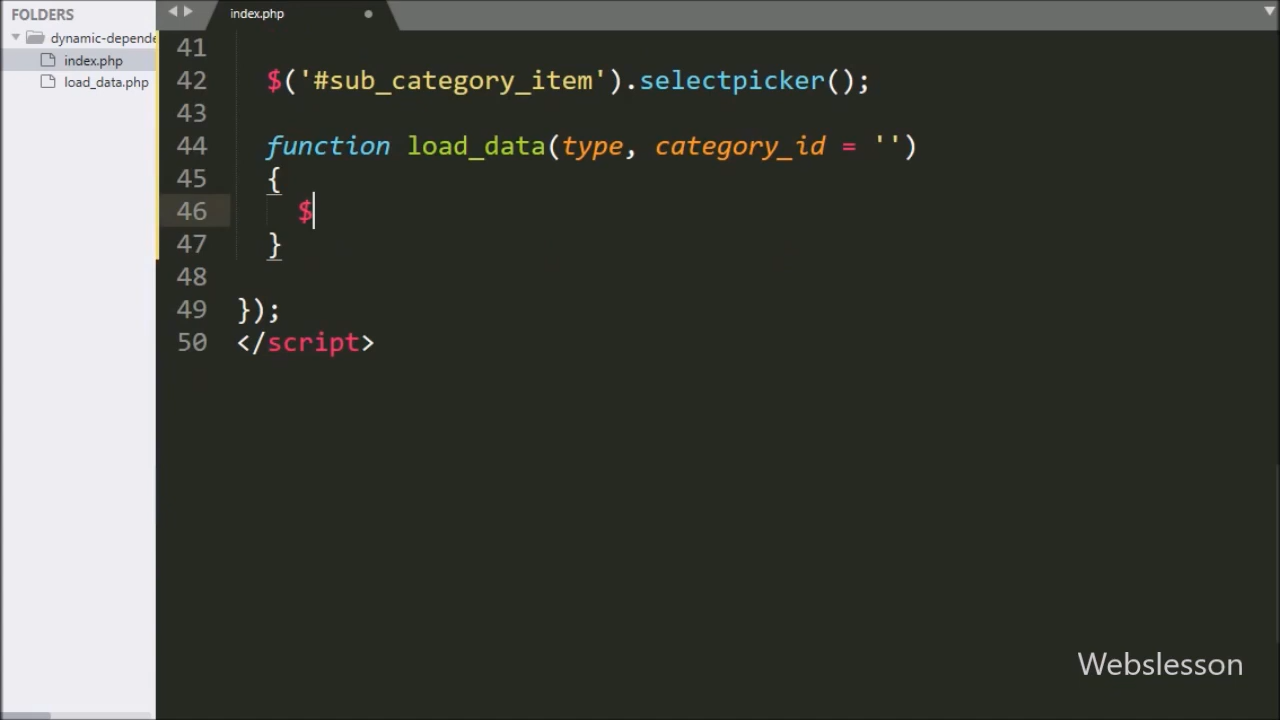 FOLDERS
dynamic-depende
index.php
load_data.php
index.php
41
42 $('#sub_category_item').selectpicker();
43
44 function load_data(type, category_id = '')
45 {
46 $
47 }
48
49 });
50 </script>
Webslesson